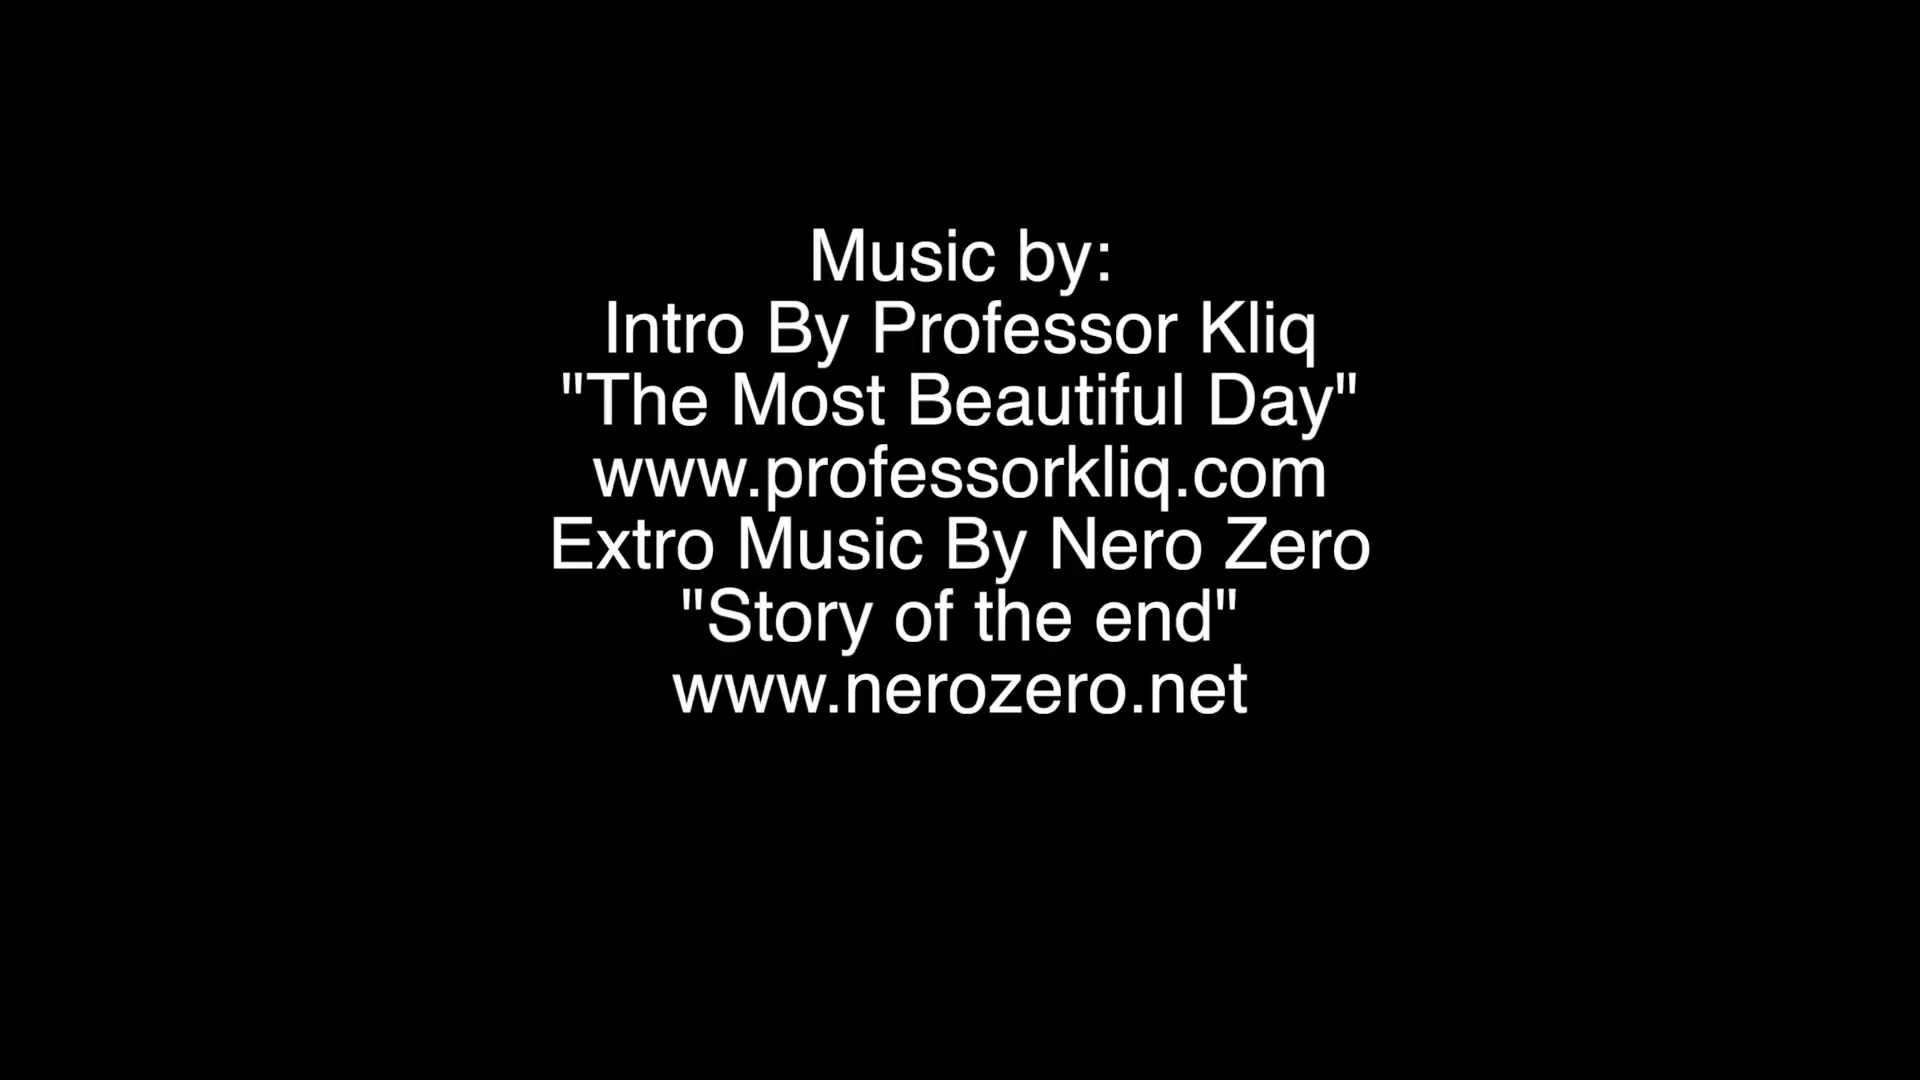 Music by:
Intro By Professor Kliq
"The Most Beautiful Day"
www.professorkliq.com
Extro Music By Nero Zero
"Story of the end"
www.nerozero.net